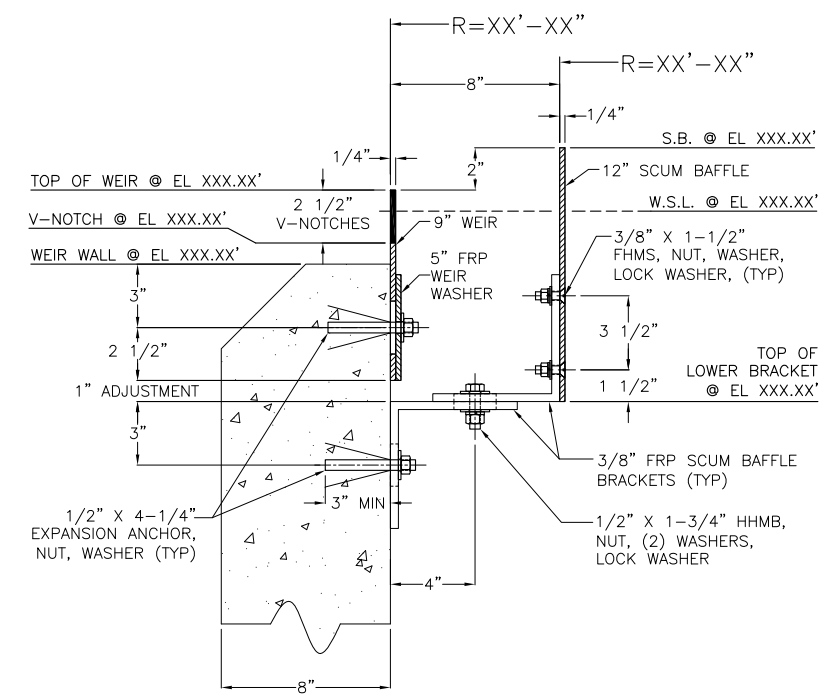 R=XX'-XX"
R=XX'-XX"
8"
1/4"
S.B. @ EL XXX.XX'
1/4"
2"
12" SCUM BAFFLE
TOP OF WEIR @ EL XXX.XX'
2 1/2"
V-NOTCHES
W.S.L. @ EL XXX.XX'
V-NOTCH @ EL XXX.XX'
9" WEIR
3/8" X 1-1/2"
FHMS, NUT, WASHER,
LOCK WASHER, (TYP)
WEIR WALL @ EL XXX.XX'
5" FRP
WEIR
WASHER
3"
3 1/2"
2 1/2"
TOP OF
LOWER BRACKET
@ EL XXX.XX'
1 1/2"
1" ADJUSTMENT
3"
3/8" FRP SCUM BAFFLE
BRACKETS (TYP)
3" MIN
1/2" X 4-1/4"
EXPANSION ANCHOR,
NUT, WASHER (TYP)
1/2" X 1-3/4" HHMB,
NUT, (2) WASHERS,
LOCK WASHER
4"
8"